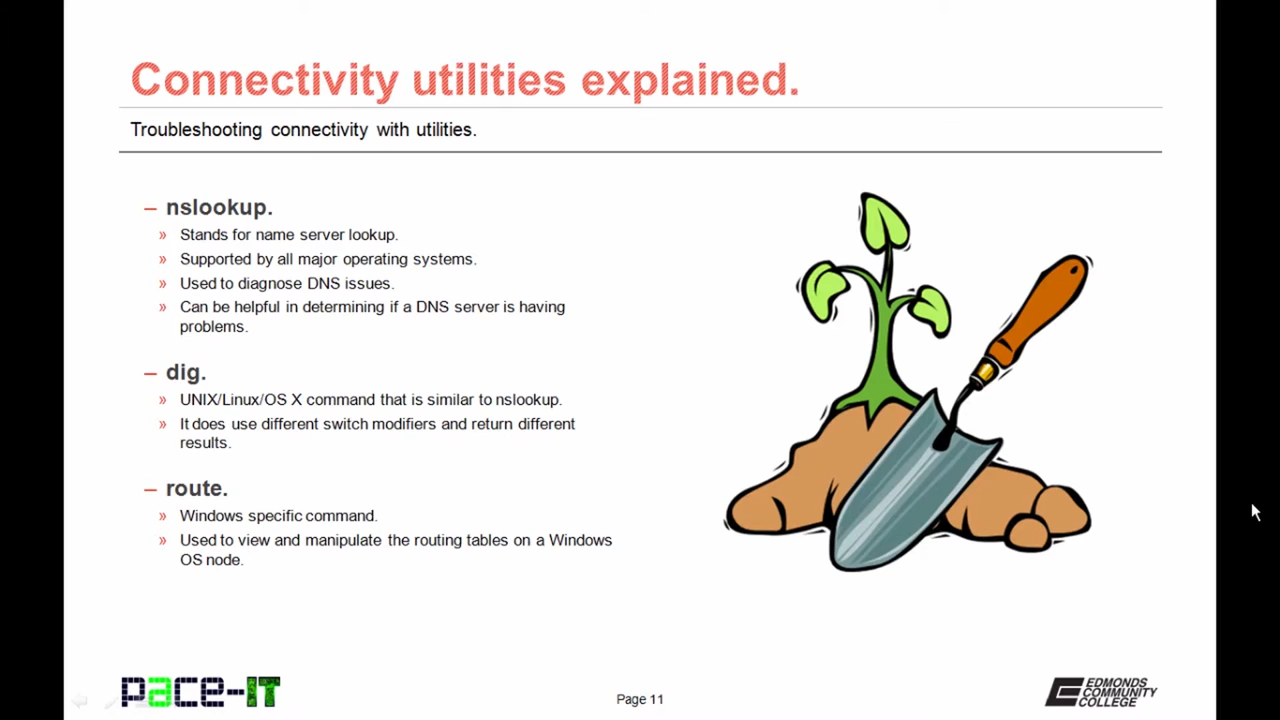 Connectivity utilities explained.
Troubleshooting connectivity with utilities.
– nslookup.
» Stands for name server lookup.
» Supported by all major operating systems.
» Used to diagnose DNS issues.
» Can be helpful in determining if a DNS server is having
problems.
– dig.
» UNIX/Linux/OS X command that is similar to nslookup.
» It does use different switch modifiers and return different
results.
– route.
» Windows specific command.
» Used to view and manipulate the routing tables on a Windows
OS node.
pace-IT
Page 11
EDMONDS
COMMUNITY
COLLEGE